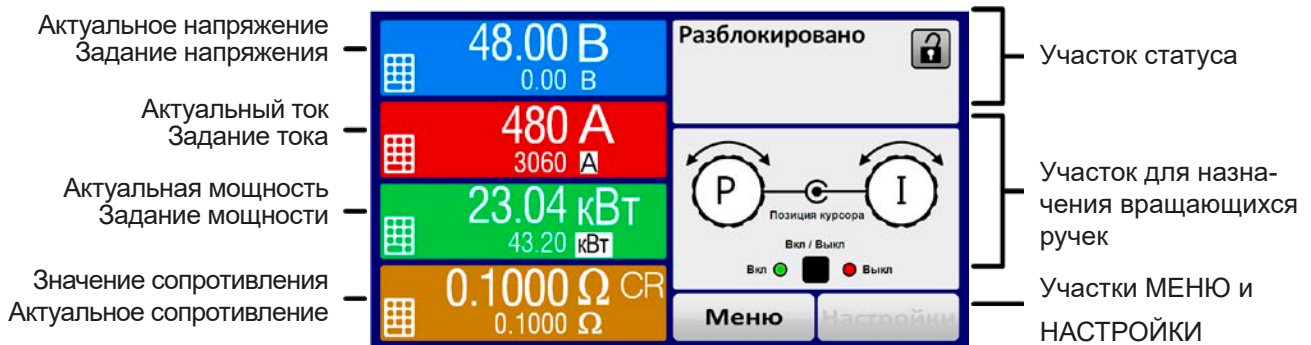 Актуальное напряжение
Задание напряжения
Актуальный ток
Задание тока
Актуальная мощность
Задание мощности
Значение сопротивления
Актуальное сопротивление
48.00 В
0.00 В
480 А
3060 А
23.04 кВт
43.20 кВт
0.1000 Ω CR
0.1000 Ω
Разблокировано
P
I
Позиция курсора
Вкл / Выкл
Вкл
Выкл
Меню
Настройки
Участок статуса
Участок для назна-
чения вращающихся
ручек
Участки МЕНЮ и
НАСТРОЙКИ